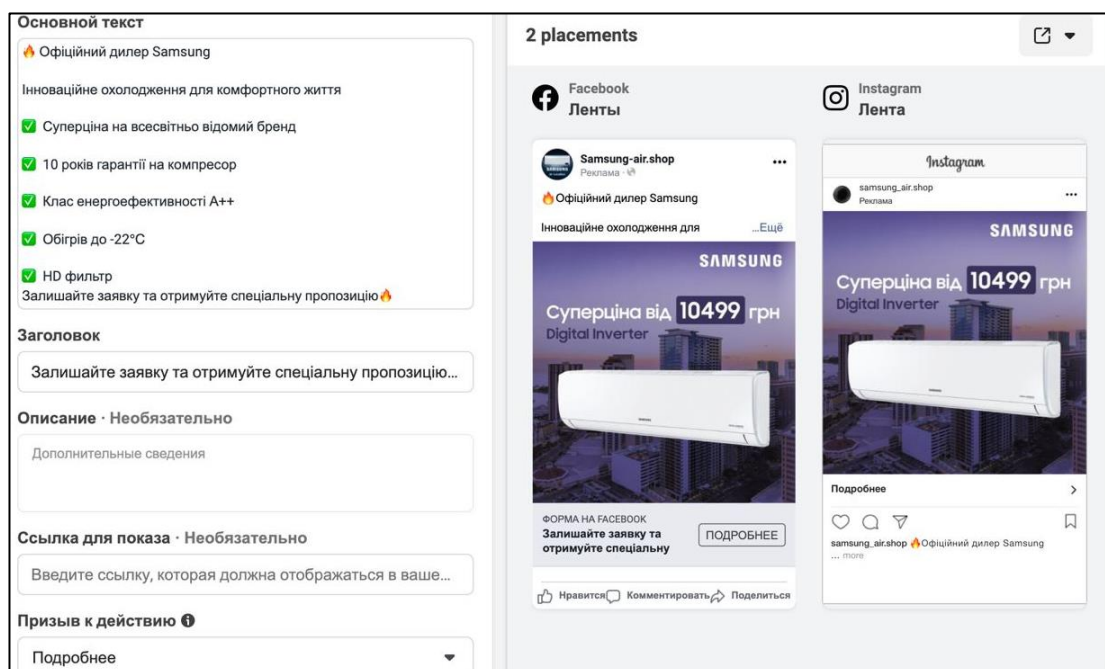 Основной текст
🔥 Офіційний дилер Samsung
Інноваційне охолодження для комфортного життя
✅ Суперціна на всесвітньо відомий бренд
✅ 10 років гарантії на компресор
✅ Клас енергоефективності А++
✅ Обігрів до -22°C
✅ HD фильтр
Залишайте заявку та отримуйте спеціальну пропозицію🔥
Заголовок
Залишайте заявку та отримуйте спеціальну пропозицію...
Описание · Необязательно
Дополнительные сведения
Ссылка для показа · Необязательно
Введите ссылку, которая должна отображаться в ваше...
Призыв к действию
Подробнее
2 placements
Facebook
Ленты
Samsung-air.shop
Реклама ·
🔥Офіційний дилер Samsung
Інноваційне охолодження для ...Ещё
SAMSUNG
Суперціна від 10499 грн
Digital Inverter
ФОРМА НА FACEBOOK
Залишайте заявку та
отримуйте спеціальну
ПОДРОБНЕЕ
Нравится Комментировать Поделиться
Instagram
Лента
Instagram
samsung_air.shop
Реклама
SAMSUNG
Суперціна від 10499 грн
Digital Inverter
Подробнее
samsung_air.shop 🔥Офіційний дилер Samsung
... more